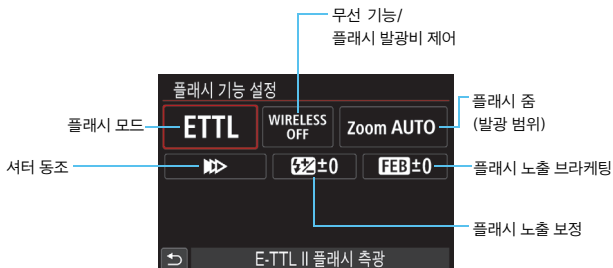 무선 기능/
플래시 발광비 제어
플래시 기능 설정
플래시 모드
ETTL
WIRELESS
OFF
Zoom AUTO
플래시 줌
(발광 범위)
셔터 동조
±0
FEB±0
플래시 노출 브라케팅
플래시 노출 보정
E-TTL II 플래시 측광